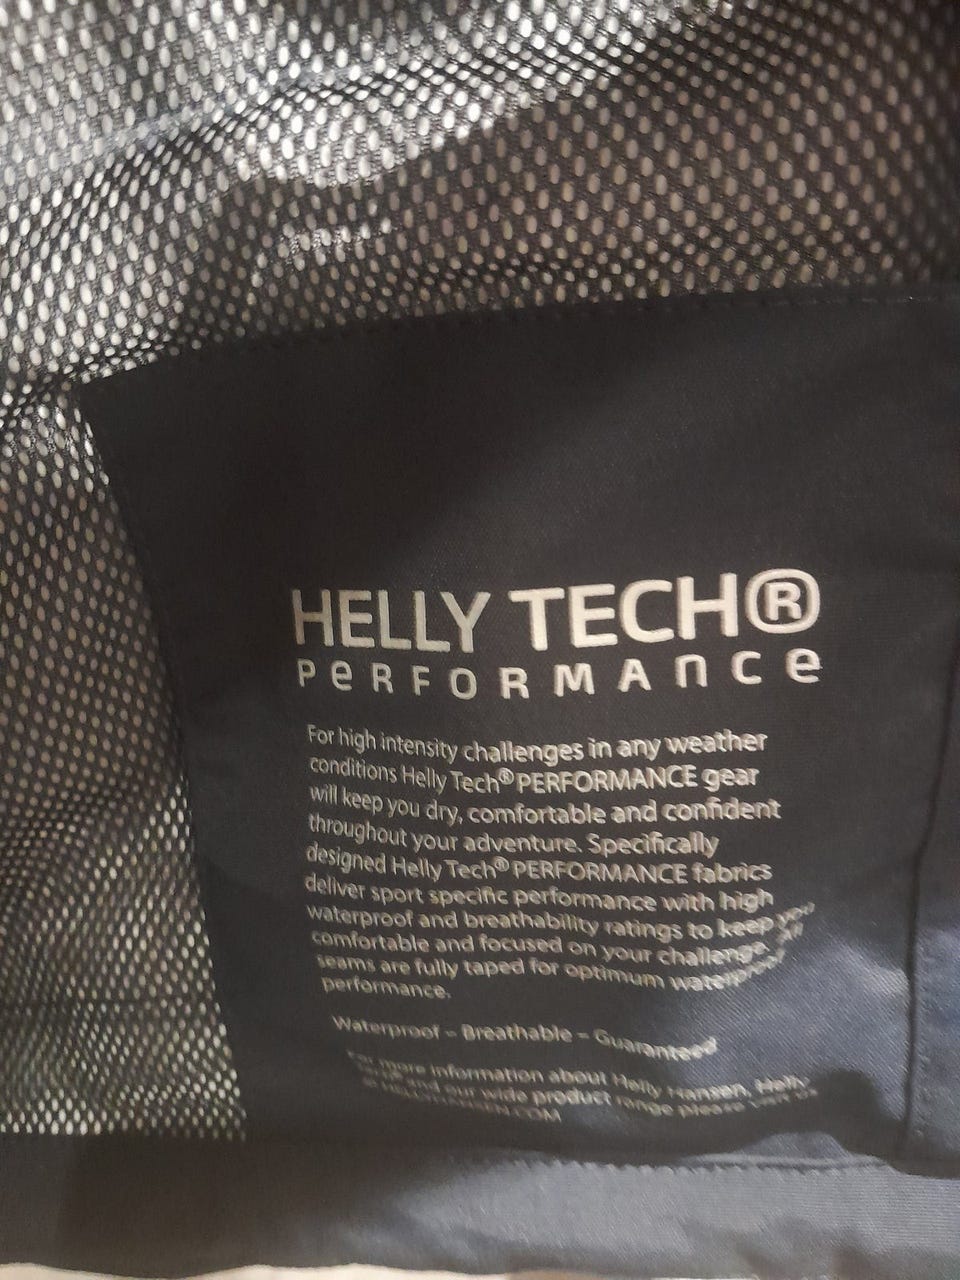 HELLY TECH®
PERFORMANCE
For high intensity challenges in any weather
conditions Helly Tech® PERFORMANCE gear
will keep you dry, comfortable and confident
throughout your adventure. Specifically
designed Helly Tech® PERFORMANCE fabrics
deliver sport specific performance with high
waterproof and breathability ratings to keep you
comfortable and focused on your challenge. All
seams are fully taped for optimum waterproof
performance.
Waterproof – Breathable – Guaranteed
more information about Helly Hansen, Helly
and our wide product range please